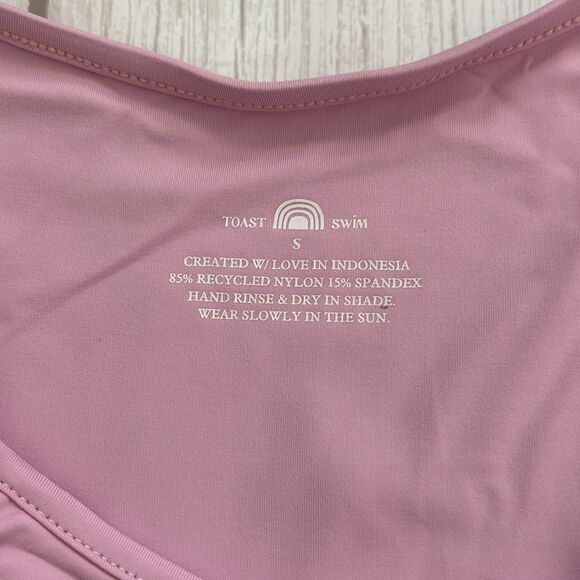 TOAST SWiM
S
CREATED W/ LOVE IN INDONESIA
85% RECYCLED NYLON 15% SPANDEX
HAND RINSE & DRY IN SHADE.
WEAR SLOWLY IN THE SUN.